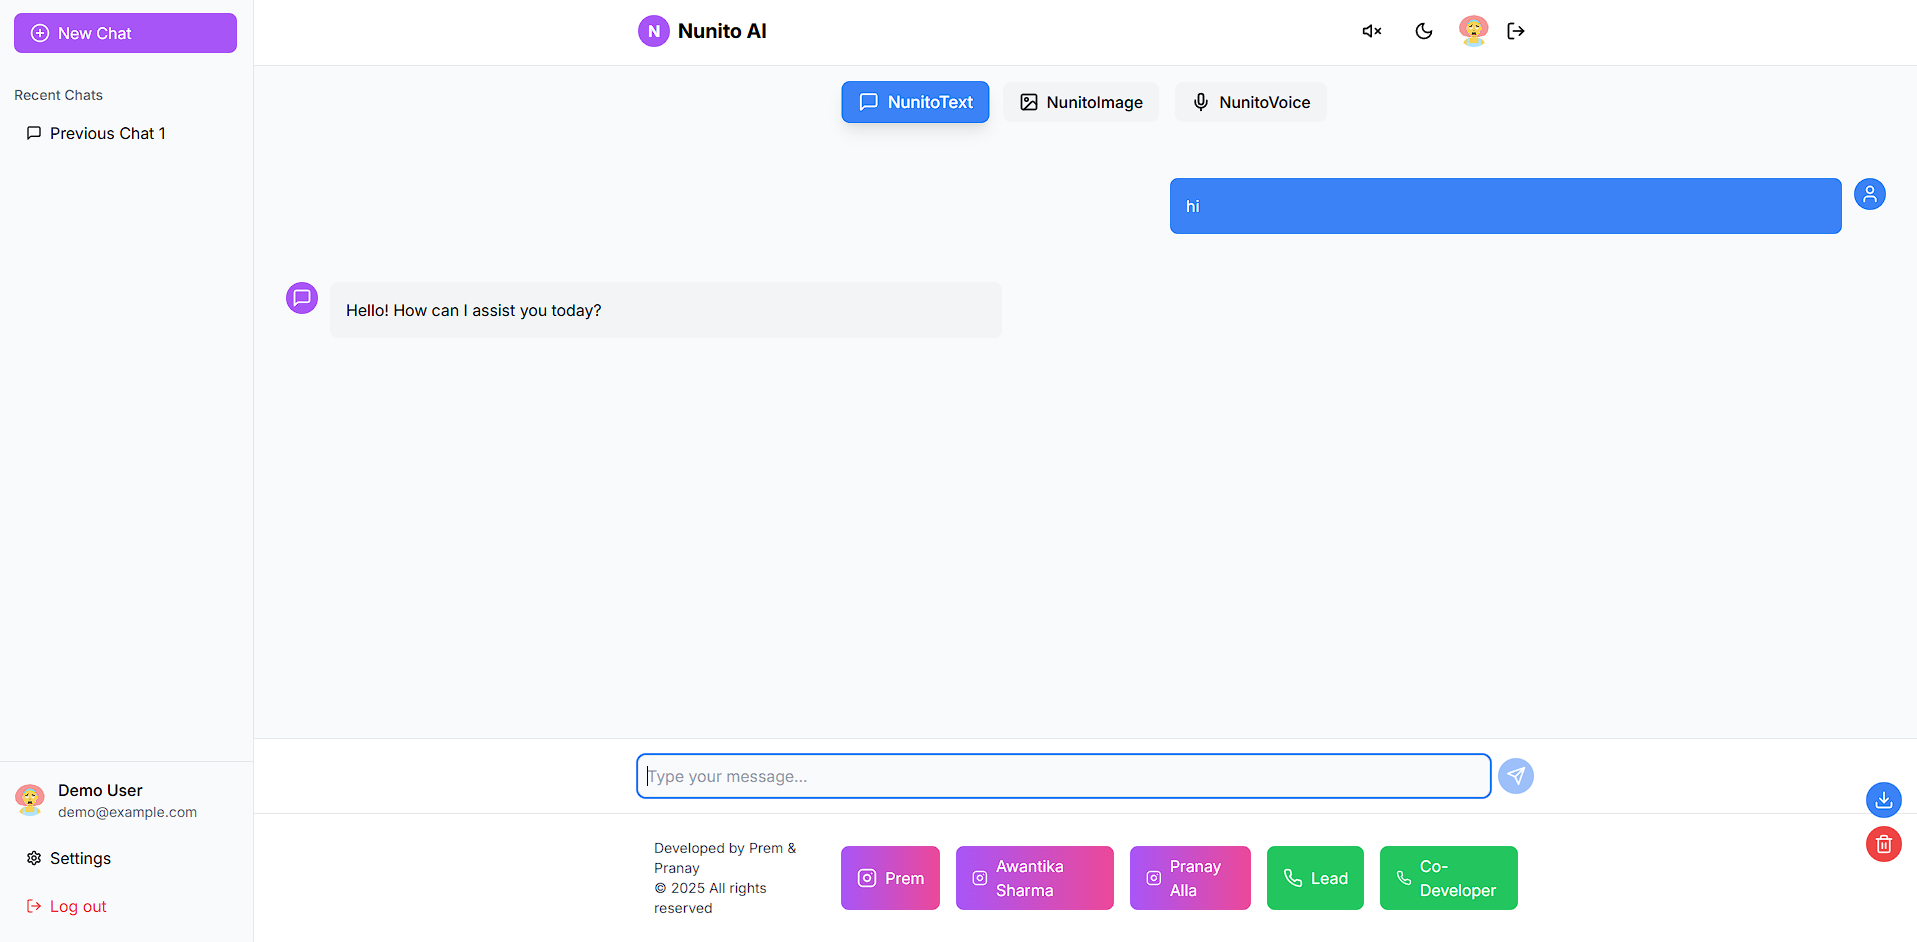 New Chat
Recent Chats
Previous Chat 1
Demo User
demo@example.com
Settings
Log out
N Nunito AI
NunitoText
NunitoImage
NunitoVoice
hi
Hello! How can I assist you today?
Type your message...
Developed by Prem &
Pranay
© 2025 All rights
reserved
Prem
Awantika
Sharma
Pranay
Alla
Lead
Co-
Developer